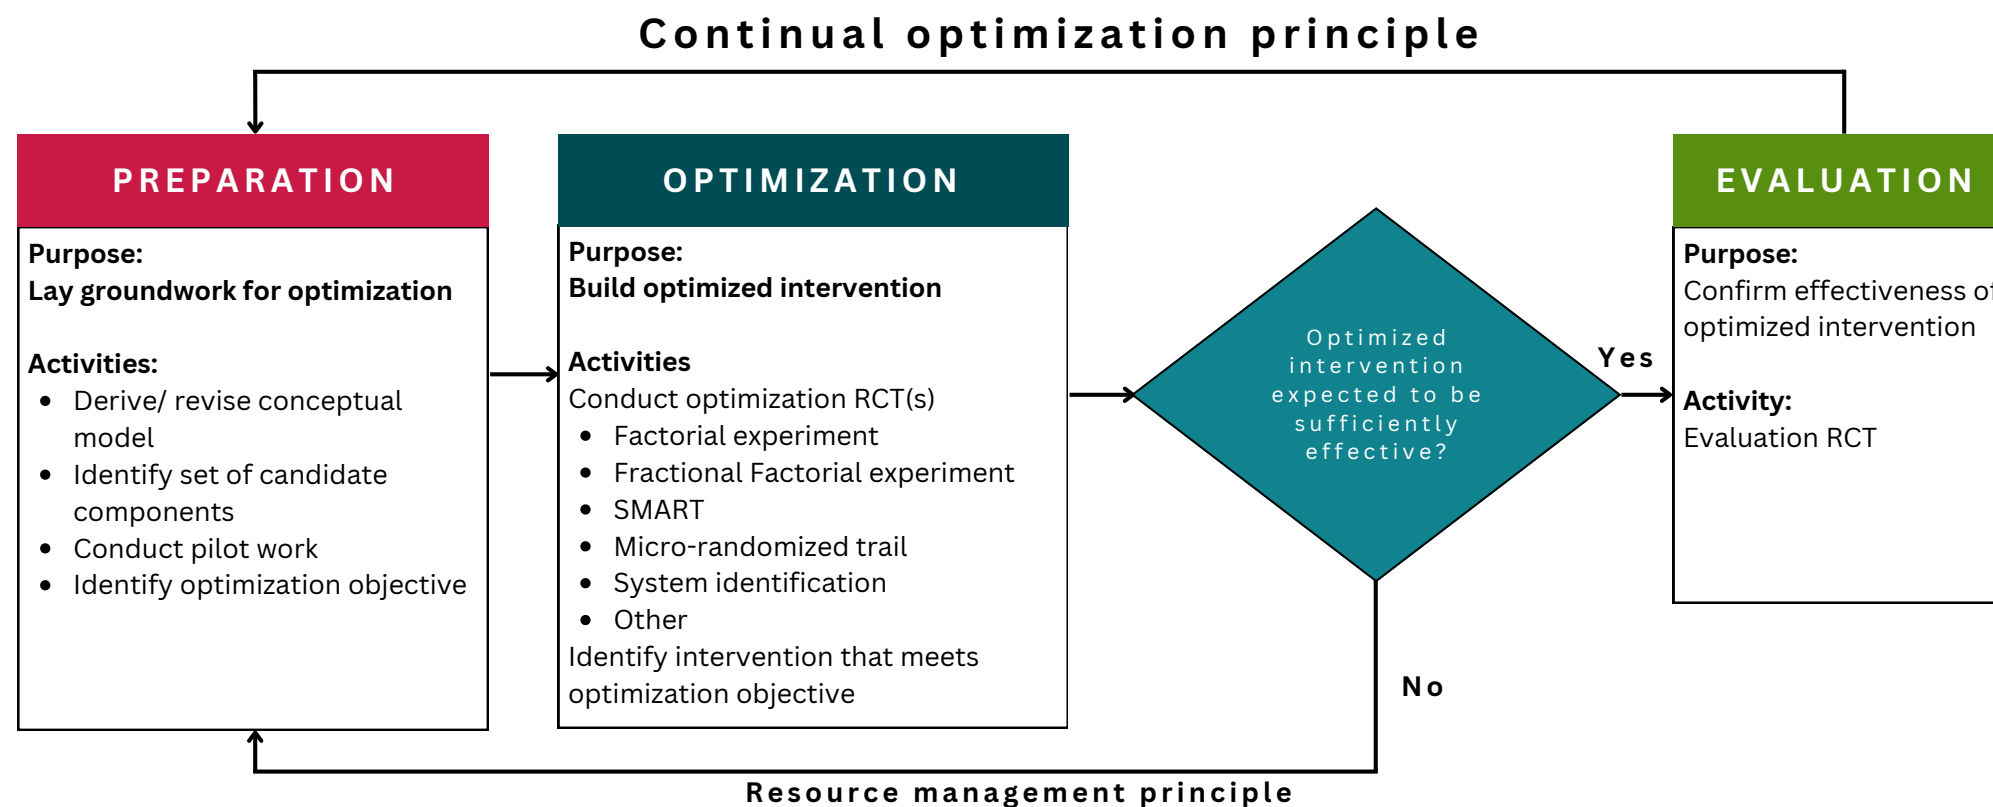 Continual optimization principle
PREPARATION
Purpose:
Lay groundwork for optimization
Activities:
• Derive/ revise conceptual
model
• Identify set of candidate
components
• Conduct pilot work
• Identify optimization objective
OPTIMIZATION
Purpose:
Build optimized intervention
Activities
Conduct optimization RCT(s)
• Factorial experiment
• Fractional Factorial experiment
• SMART
• Micro-randomized trail
• System identification
• Other
Identify intervention that meets
optimization objective
Optimized
intervention
expected to be
sufficiently
effective?
Yes
No
EVALUATION
Purpose:
Confirm effectiveness of
optimized intervention
Activity:
Evaluation RCT
Resource management principle